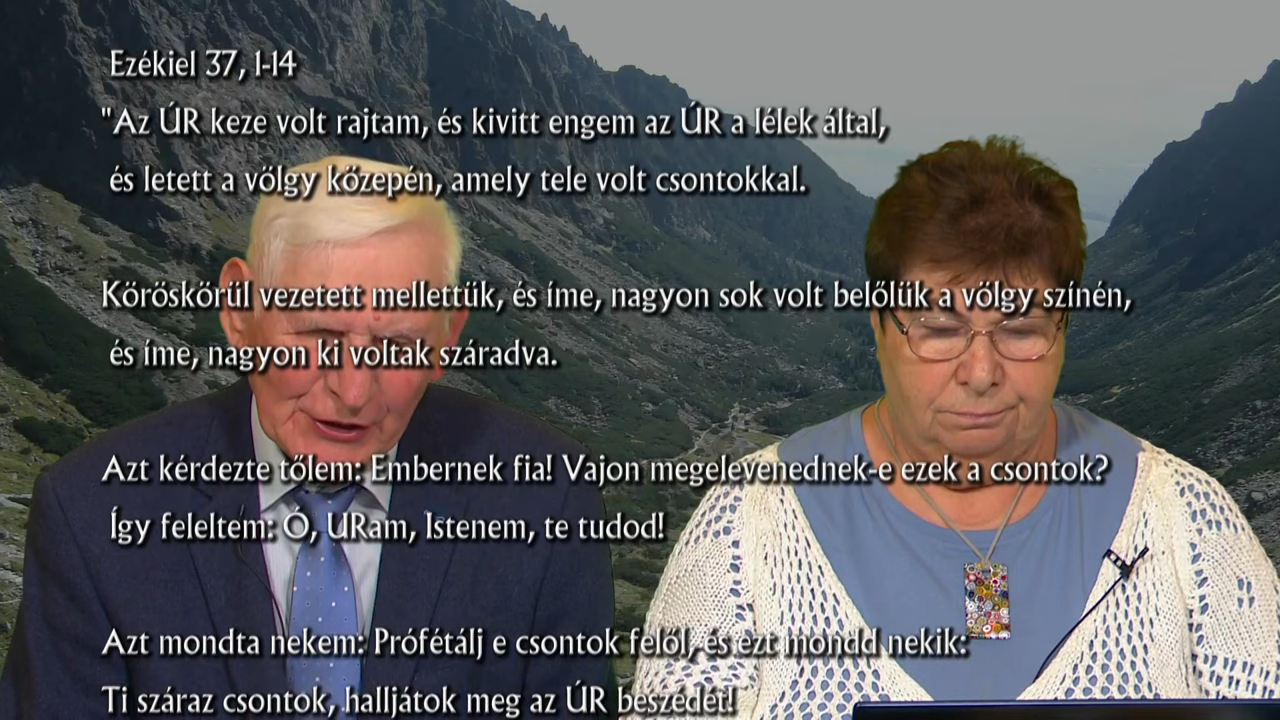 Ezékiel 37, 1-14
"Az ÚR keze volt rajtam, és kivitt engem az ÚR a lélek által,
és letett a völgy közepén, amely tele volt csontokkal.
Köröskörül vezetett mellettük, és íme, nagyon sok volt belőlük a völgy színén,
és íme, nagyon ki voltak száradva.
Azt kérdezte tőlem: Embernek fia! Vajon megelevenednek-e ezek a csontok?
Így feleltem: Ó, URam, Istenem, te tudod!
Azt mondta nekem: Prófétálj e csontok felől, és ezt mondd nekik:
Ti száraz csontok, halljátok meg az ÚR beszédét!